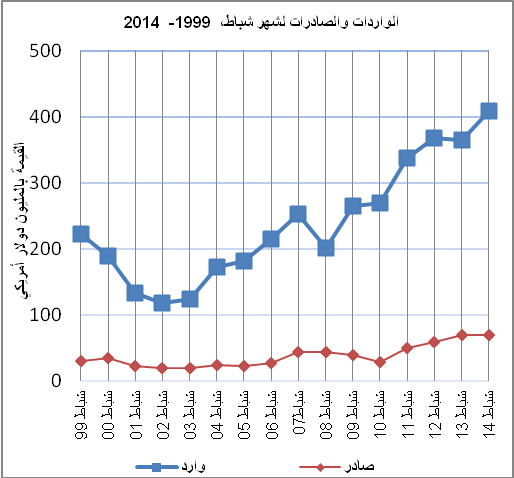 الواردات والصادرات لشهر شباط، 1999- 2014
القيمة بالمليون دولار أمريكي
500
400
300
200
100
0
شباط 99
شباط 00
شباط 01
شباط 02
شباط 03
شباط 04
شباط 05
شباط 06
شباط 07
شباط 08
شباط 09
شباط 10
شباط 11
شباط 12
شباط 13
شباط 14
وارد
صادر